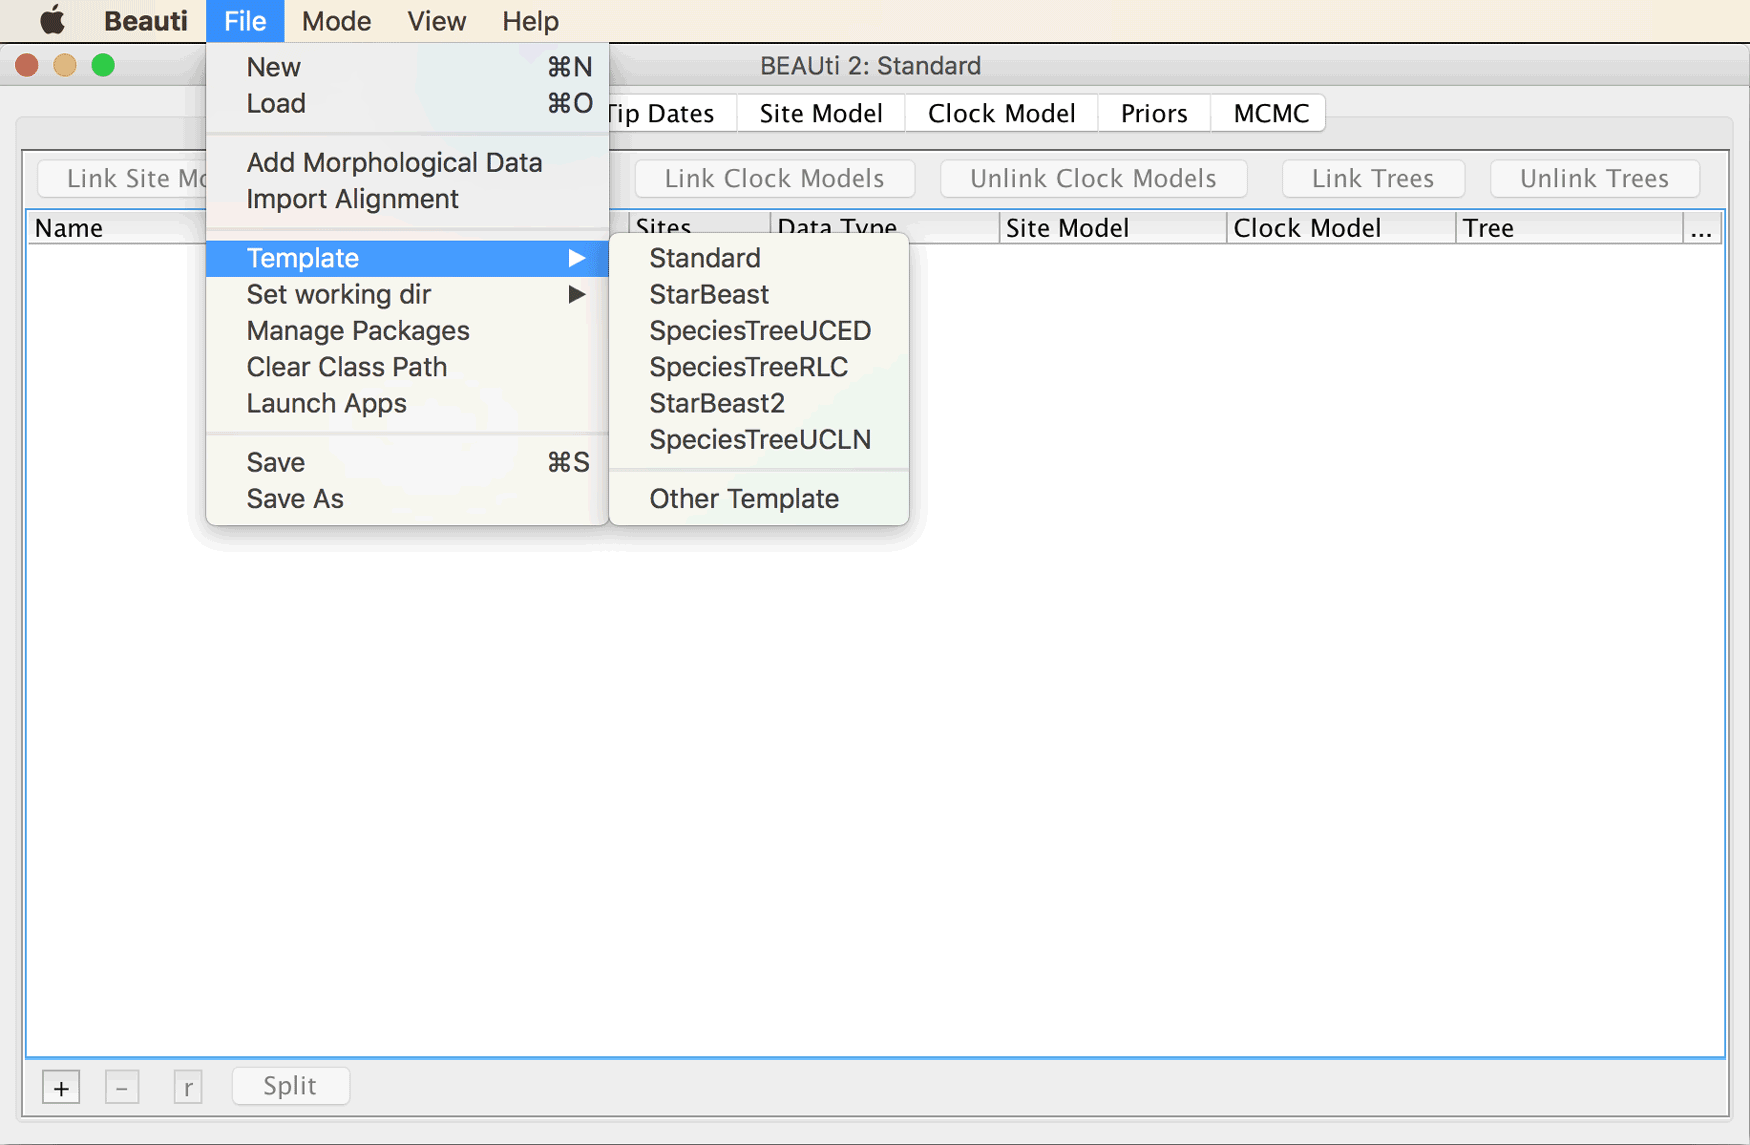 Beauti File Mode View Help
BEAUti 2: Standard
New ⌘N
Load ⌘O
Tip Dates Site Model Clock Model Priors MCMC
Add Morphological Data
Import Alignment
Link Site Link Clock Models Unlink Clock Models Link Trees Unlink Trees
Name Sites Data Type Site Model Clock Model Tree ...
Template
Set working dir
Manage Packages
Clear Class Path
Launch Apps
Save ⌘S
Save As
Standard
StarBeast
SpeciesTreeUCED
SpeciesTreeRLC
StarBeast2
SpeciesTreeUCLN
Other Template
+ - r Split